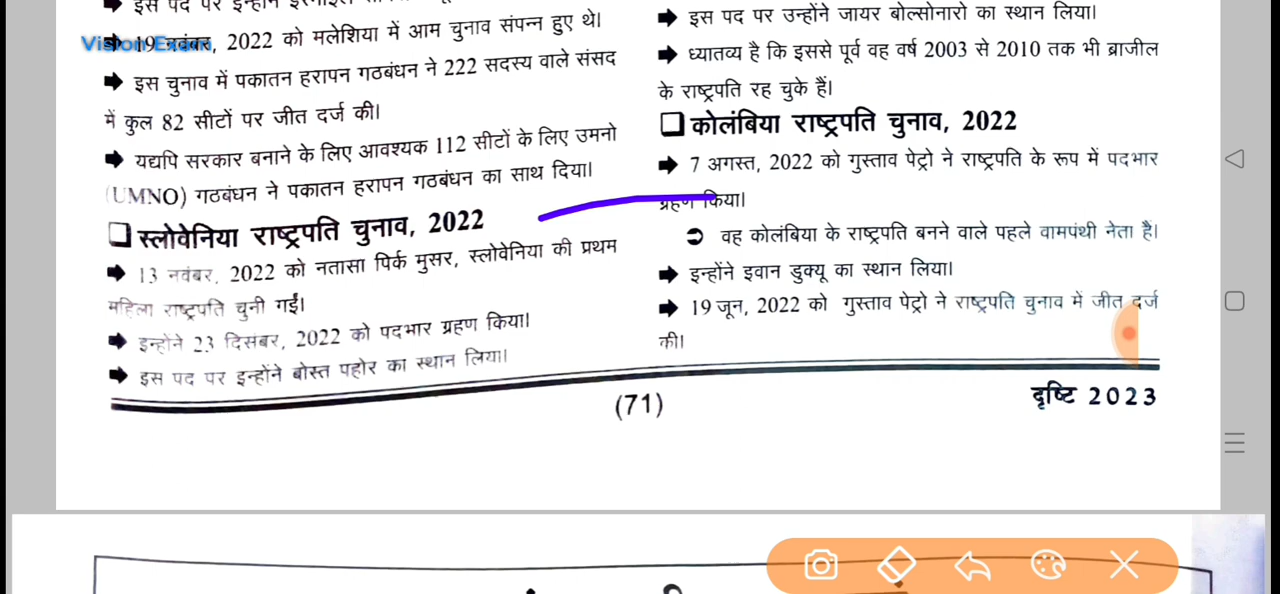 इस पद पर इन्होंने
Vision Exam
19 नवंबर, 2022 को मलेशिया में आम चुनाव संपन्न हुए थे।
इस चुनाव में पकातन हरापन गठबंधन ने 222 सदस्य वाले संसद
में कुल 82 सीटों पर जीत दर्ज की।
यद्यपि सरकार बनाने के लिए आवश्यक 112 सीटों के लिए उमनो
(UMNO) गठबंधन ने पकातन हरापन गठबंधन का साथ दिया।
स्लोवेनिया राष्ट्रपति चुनाव, 2022
13 नवंबर, 2022 को नतासा पिर्क मुसर, स्लोवेनिया की प्रथम
महिला राष्ट्रपति चुनी गईं।
इन्होंने 23 दिसंबर, 2022 को पदभार ग्रहण किया।
इस पद पर इन्होंने बोस्त पहोर का स्थान लिया।
इस पद पर उन्होंने जायर बोल्सोनारो का स्थान लिया।
ध्यातव्य है कि इससे पूर्व वह वर्ष 2003 से 2010 तक भी ब्राजील
के राष्ट्रपति रह चुके हैं।
कोलंबिया राष्ट्रपति चुनाव, 2022
7 अगस्त, 2022 को गुस्ताव पेट्रो ने राष्ट्रपति के रूप में पदभार
ग्रहण किया।
वह कोलंबिया के राष्ट्रपति बनने वाले पहले वामपंथी नेता हैं।
इन्होंने इवान डुक्यू का स्थान लिया।
19 जून, 2022 को गुस्ताव पेट्रो ने राष्ट्रपति चुनाव में जीत दर्ज
की।
(71)
दृष्टि 2023